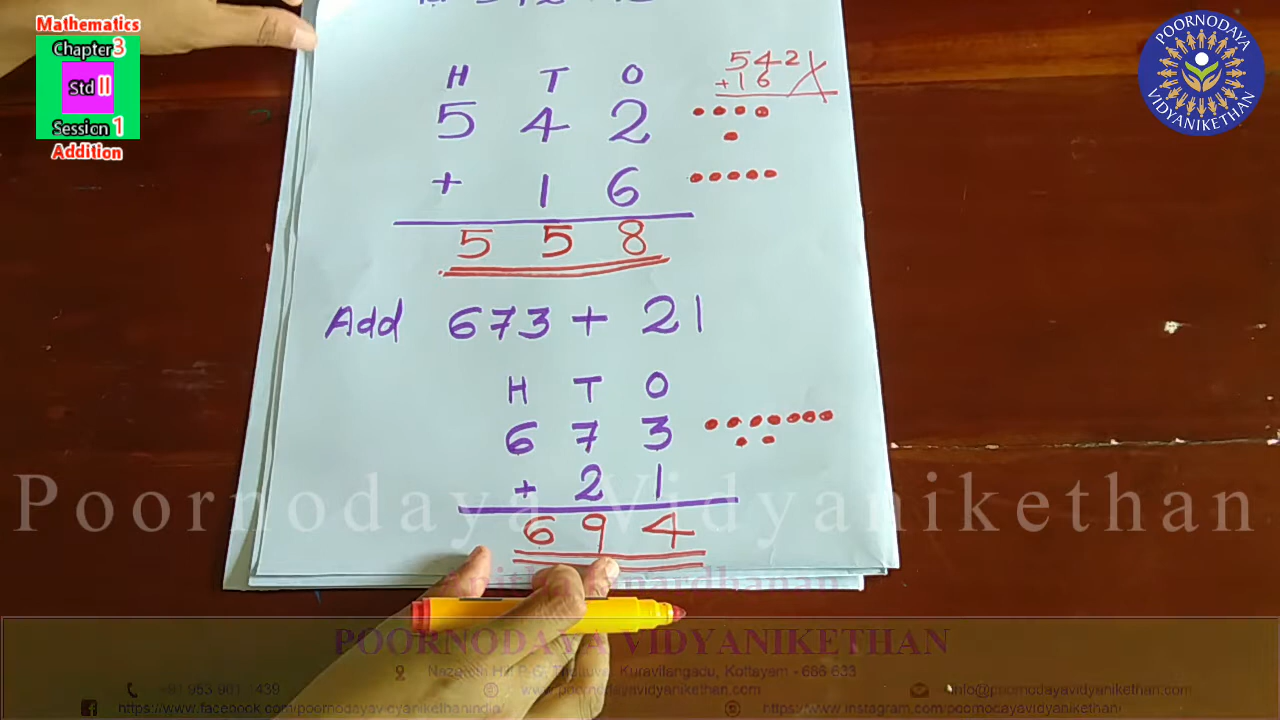 Mathematics
Chapter 3
Std II
Session 1
Addition
POORNODAYA
VIDYANIKETHAN
H T O
5 4 2
+ 1 6
5 5 8
542
+16
Add 673 + 21
H T O
6 7 3
+ 2 1
6 9 4
Poornodaya Vidyanikethan
POORNODAYA VIDYANIKETHAN
Kuravilangadu, Kottayam - 686 633
www.poornodayavidyanikethan.com
info@poornodayavidyanikethan.com
https://www.facebook.com/poornodayavidyanikethanindia/
https://www.instagram.com/poornodayavidyanikethan/